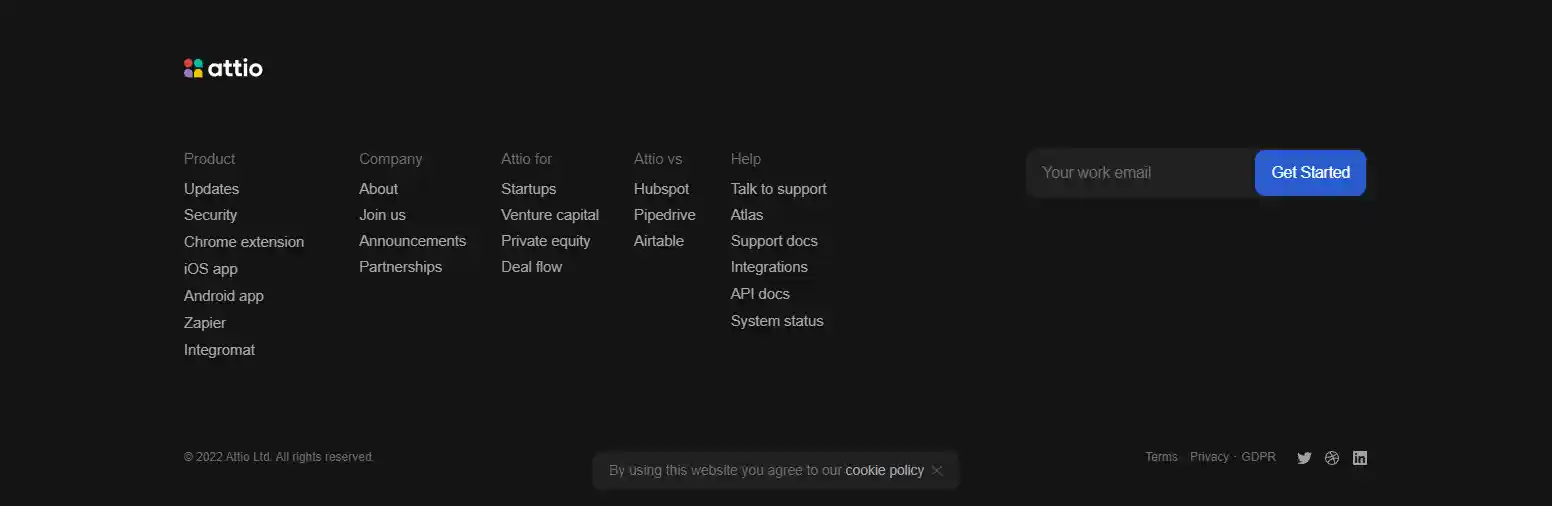 attio
Product
Updates
Security
Chrome extension
iOS app
Android app
Zapier
Integromat
Company
About
Join us
Announcements
Partnerships
Attio for
Startups
Venture capital
Private equity
Deal flow
Attio vs
Hubspot
Pipedrive
Airtable
Help
Talk to support
Atlas
Support docs
Integrations
API docs
System status
Your work email
Get Started
© 2022 Attio Ltd. All rights reserved.
By using this website you agree to our cookie policy
Terms Privacy · GDPR